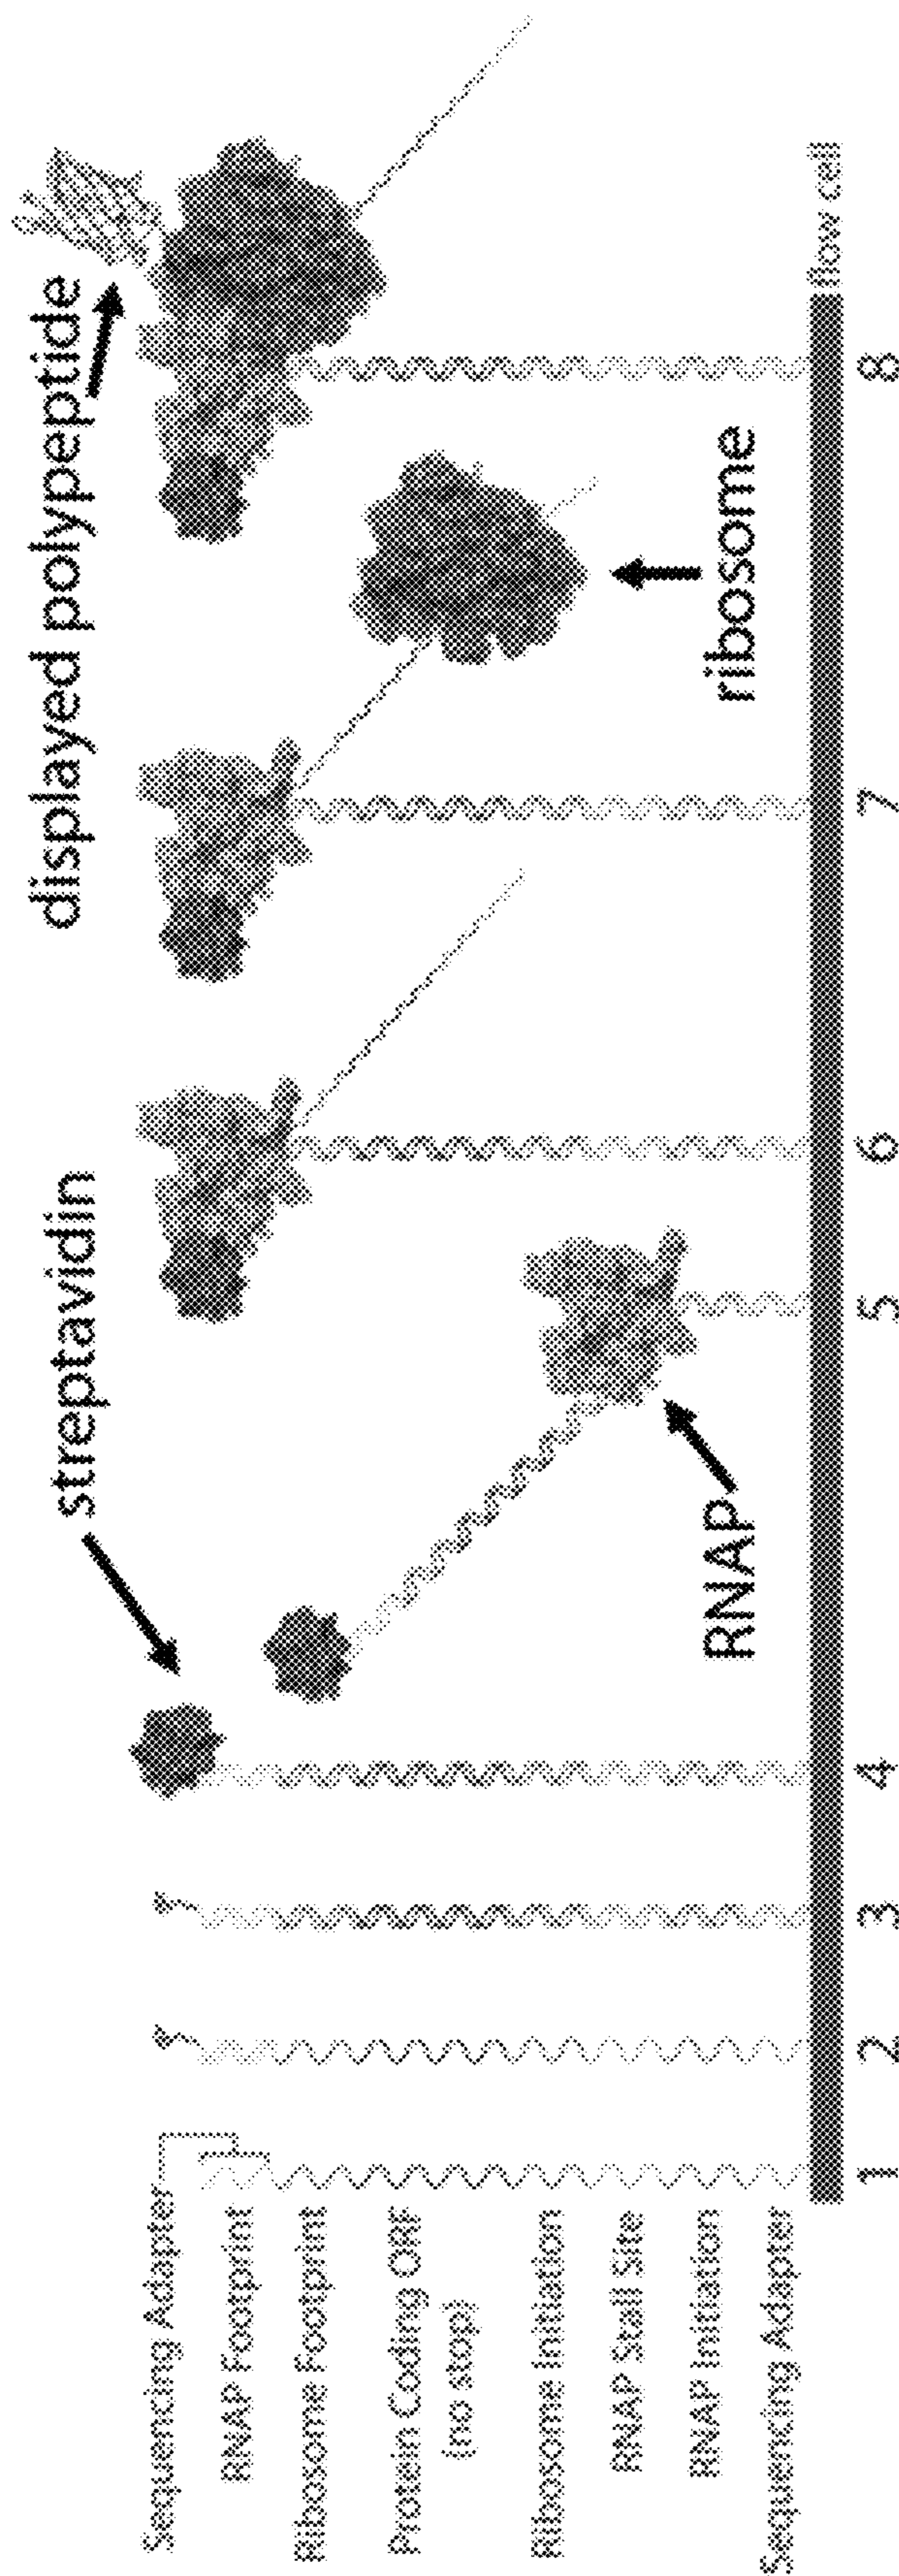 displayed polypeptide
streptavidin
Sequencing Adapter
RNAP Footprint
Ribosome Footprint
Protein Coding ORF
(no stop)
Ribosome Initiation
RNAP Stall Site
RNAP Initiation
Sequencing Adapter
RNAP
ribosome
flow cell
1 2 3 4 5 6 7 8